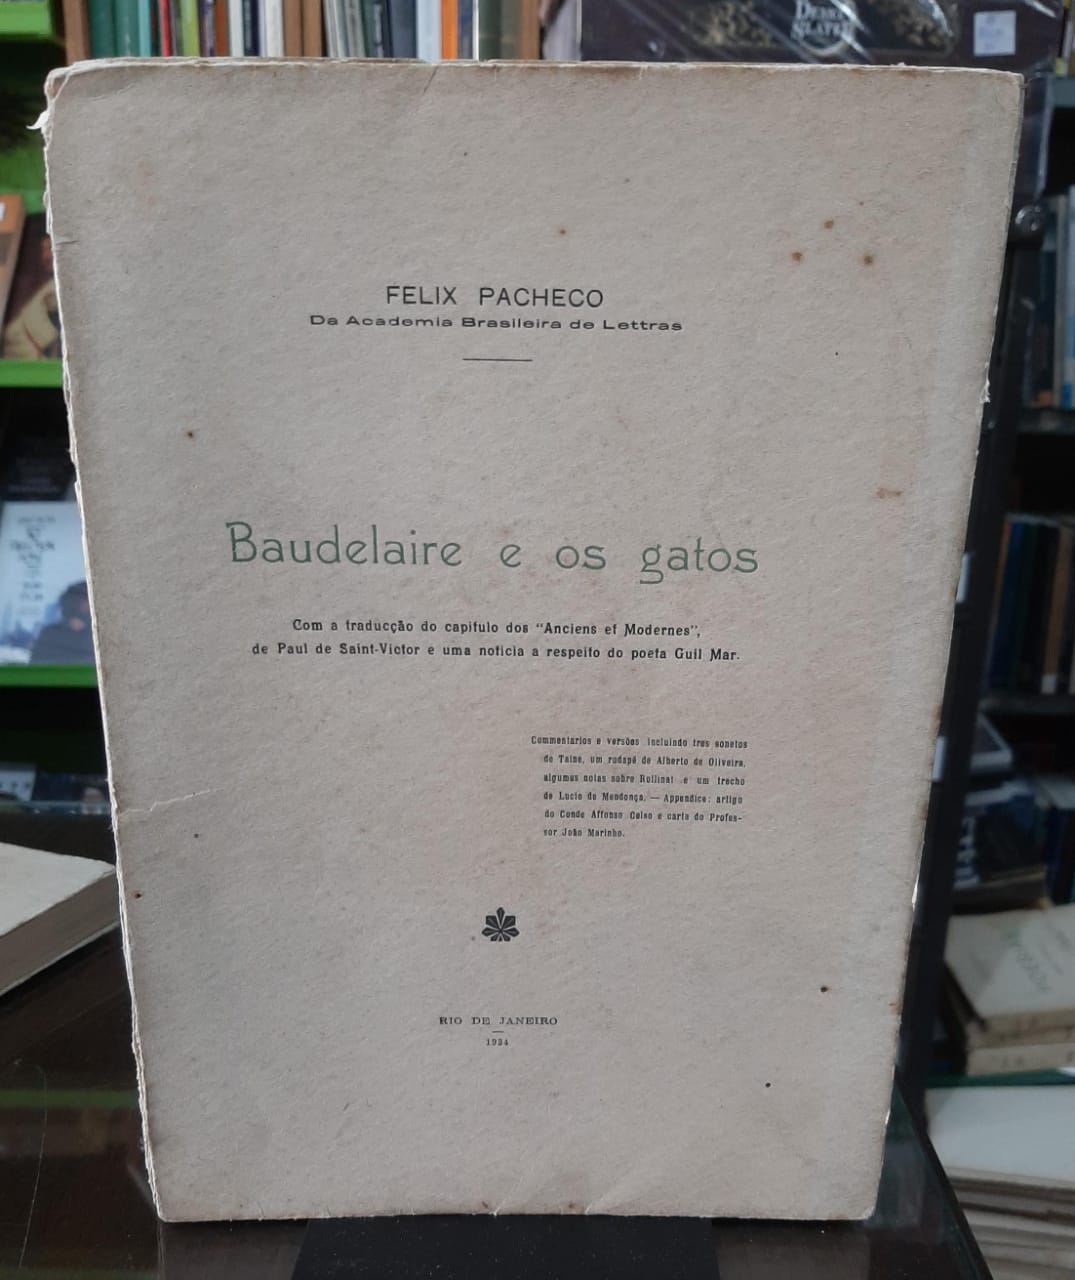 FELIX PACHECO
Da Academia Brasileira de Lettras
Baudelaire e os gatos
Com a traducção do capitulo dos "Anciens et Modernes",
de Paul de Saint-Victor e uma noticia a respeito do poeta Guil Mar.
Commentarios e versões incluindo tres sonetos
de Taine, um rodapé de Alberto de Oliveira,
algumas notas sobre Rollinat e um trecho
de Lucio de Mendonça. — Appendice: artigo
do Conde Affonso Celso e carta do Profes-
sor João Marinho.
RIO DE JANEIRO
1934